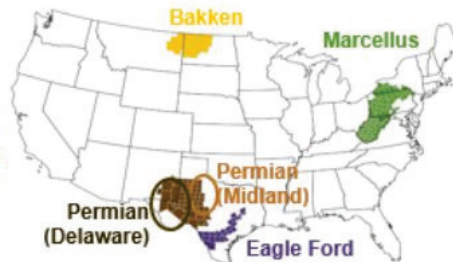 Bakken
Marcellus
Permian
(Midland)
Permian
(Delaware)
Eagle Ford